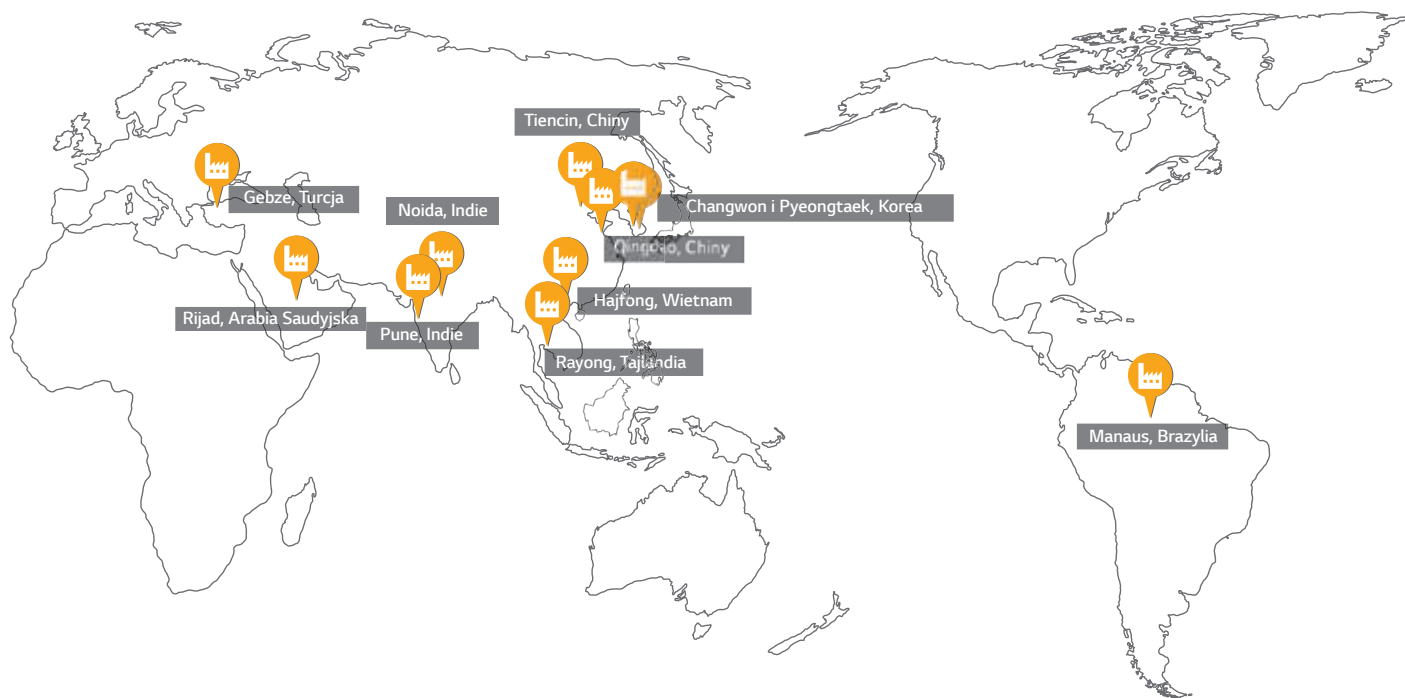 Tiencin, Chiny
Gebze, Turcja
Noida, Indie
Changwon i Pyeongtaek, Korea
Qingdao, Chiny
Hajfong, Wietnam
Rijad, Arabia Saudyjska
Pune, Indie
Rayong, Tajlandia
Manaus, Brazylia